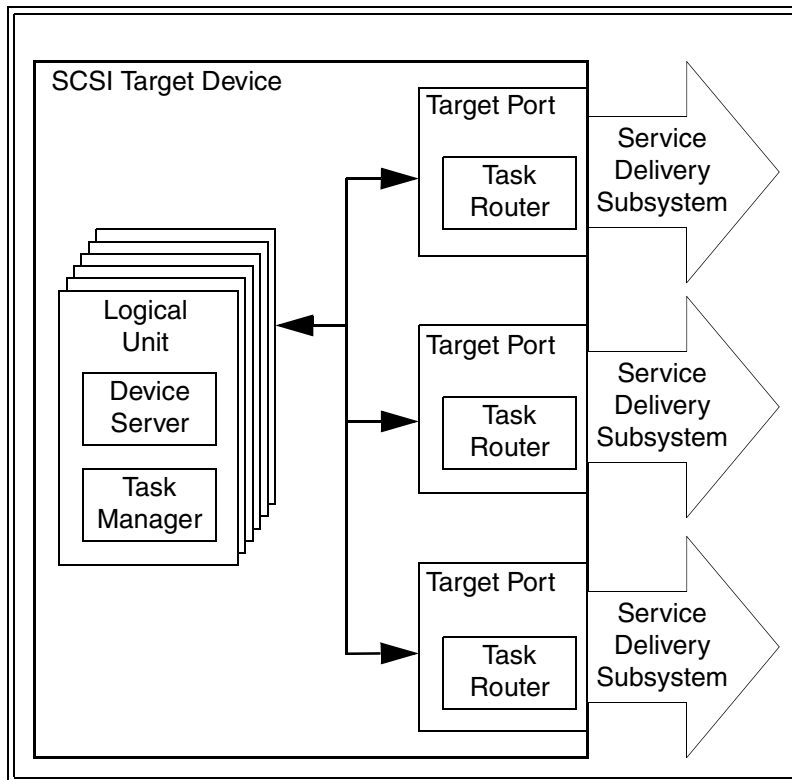 SCSI Target Device
Target Port
Task
Router
Service
Delivery
Subsystem
Logical
Unit
Device
Server
Task
Manager
Target Port
Task
Router
Service
Delivery
Subsystem
Target Port
Task
Router
Service
Delivery
Subsystem